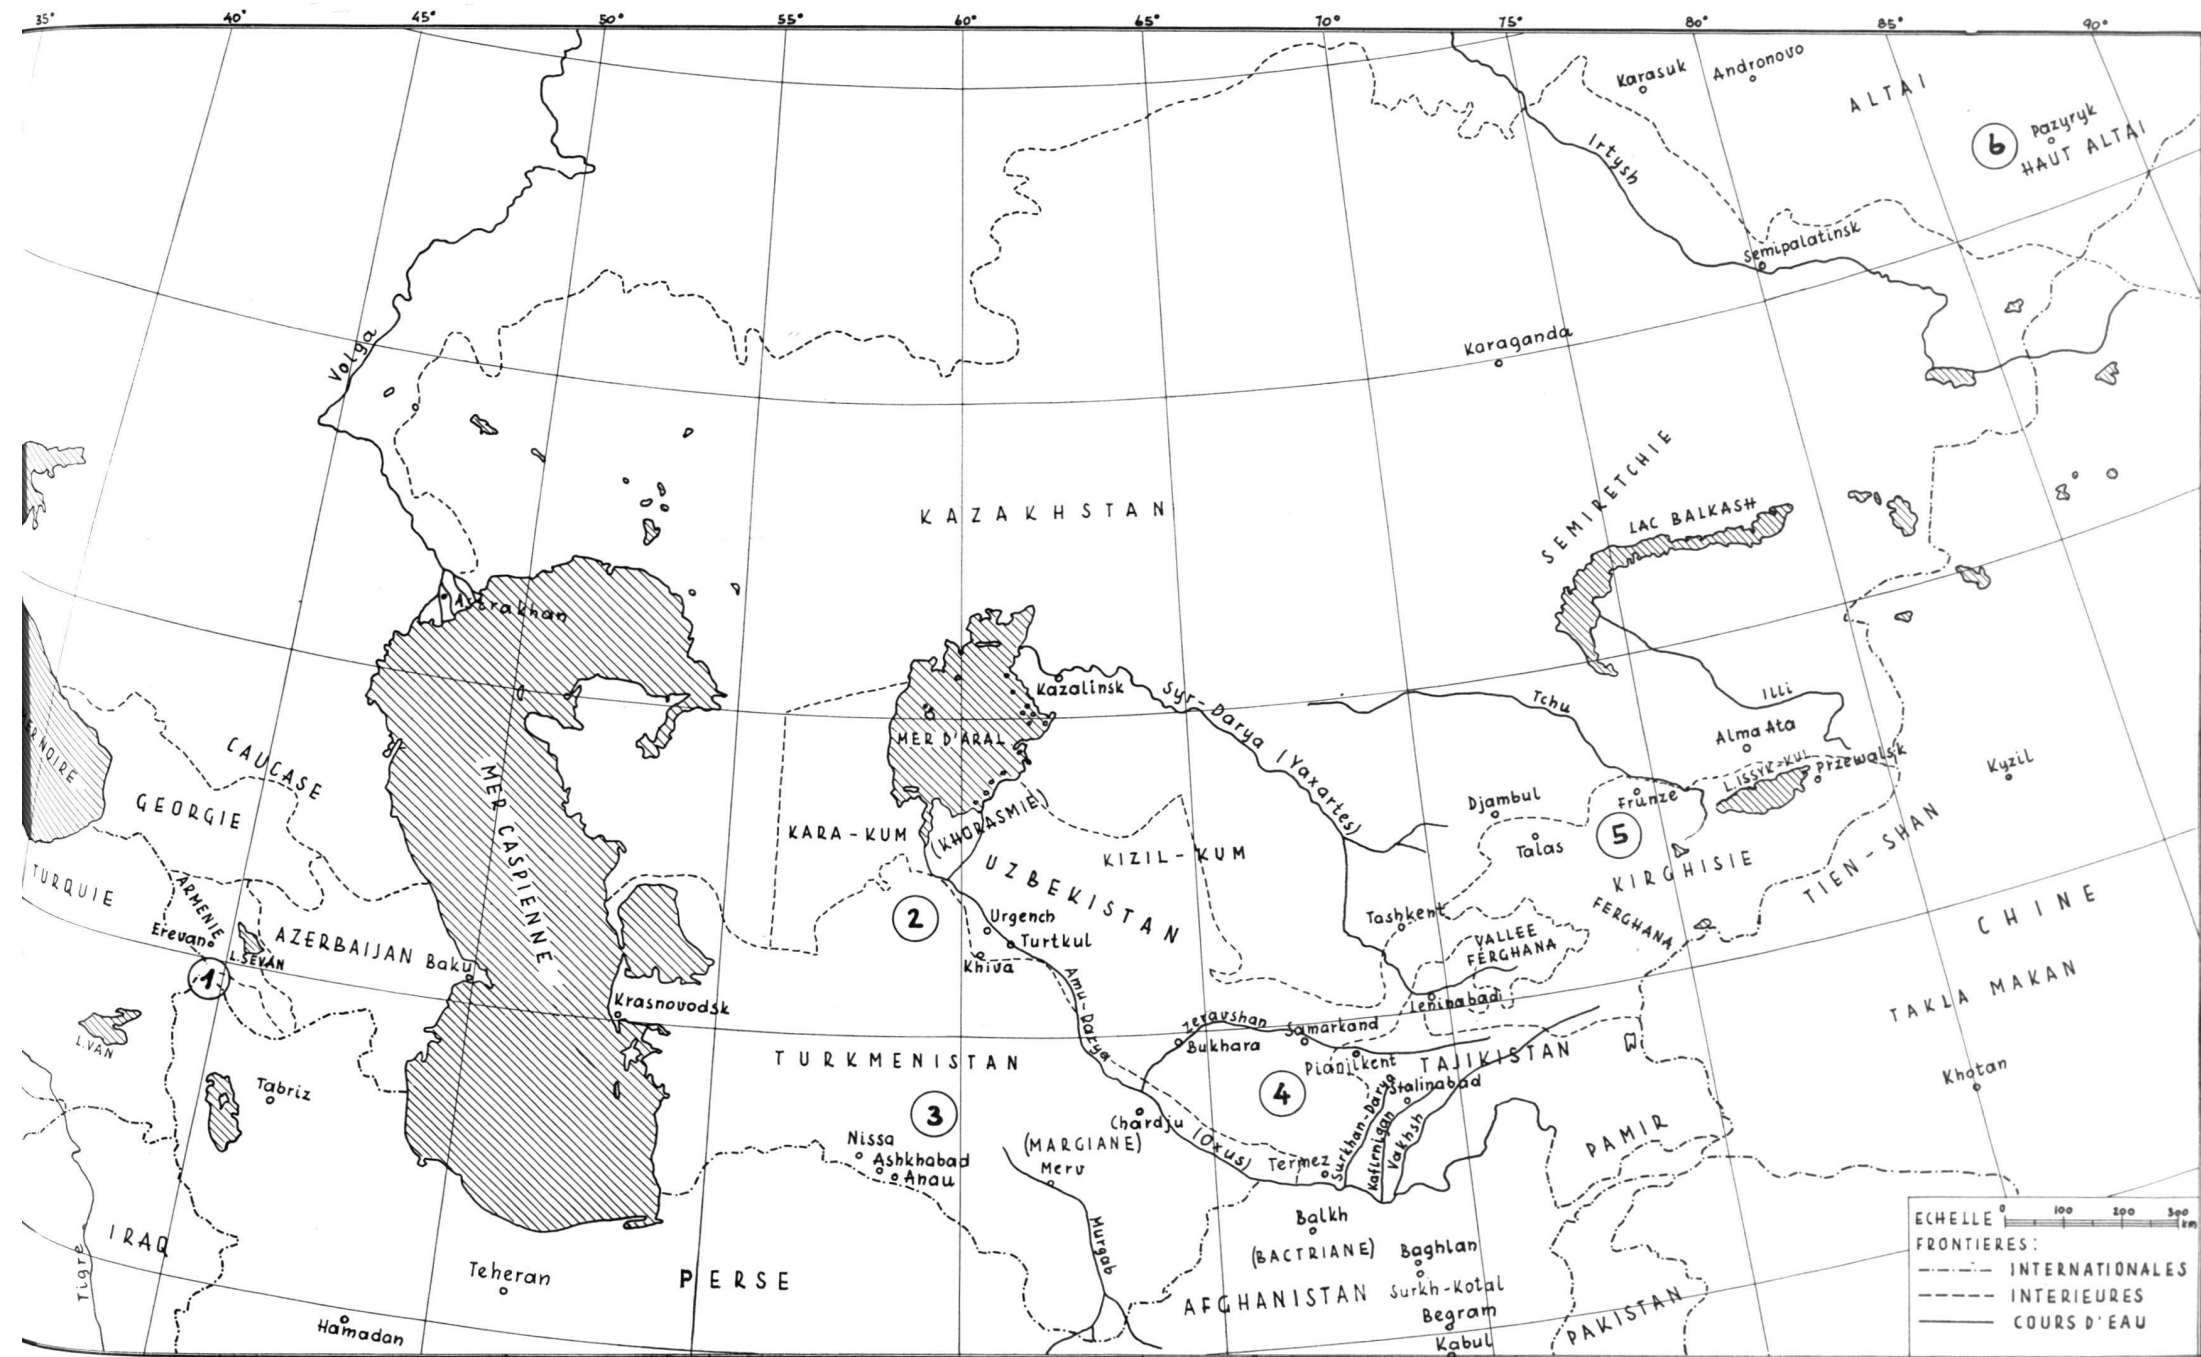 35° 40° 45° 50° 55° 60° 65° 70° 75° 80° 85° 90°
Karasuk
Andronovo
ALTAI
6
Pazyryk
HAUT ALTAI
Irtysh
Semipalatinsk
Volga
Karaganda
KAZAKHSTAN
SEMIRETCHIE
LAC BALKASH
Astrakhan
Kazalinsk
Syr-Darya (Yaxartes)
Tchu
Illi
Alma Ata
MER D'ARAL
L. ISSYK-KUL
Przewalsk
Kyzil
NOIRE
CAUCASE
GEORGIE
MER CASPIENNE
KARA-KUM
(KHORASMIE)
KIZIL-KUM
Djambul
Frunze
Talas
5
KIRGHISIE
TIEN-SHAN
TURQUIE
ARMENIE
Erevan
L. SEVAN
AZERBAIJAN
Baku
1
2
UZBEKISTAN
Urgench
Turtkul
Khiva
Tashkent
VALLEE
FERGHANA
FERGHANA
CHINE
L. VAN
Krasnovodsk
Amu-Darya
(Oxus)
Zeravshan
Bukhara
Samarkand
Leninabad
TAKLA MAKAN
Tabriz
TURKMENISTAN
3
4
Pianjikent
TAJIKISTAN
Stalinabad
Khotan
Nissa
Ashkhabad
Anau
(MARGIANE)
Merv
Chardju
Termez
Surkhan-Darya
Kafirnigan
Vakhsh
PAMIR
Murgab
Balkh
(BACTRIANE)
Baghlan
Surkh-Kotal
AFGHANISTAN
Begram
Kabul
PAKISTAN
IRAQ
Tigre
Teheran
PERSE
Hamadan
ECHELLE 0 100 200 300 km
FRONTIERES:
INTERNATIONALES
INTERIEURES
COURS D'EAU